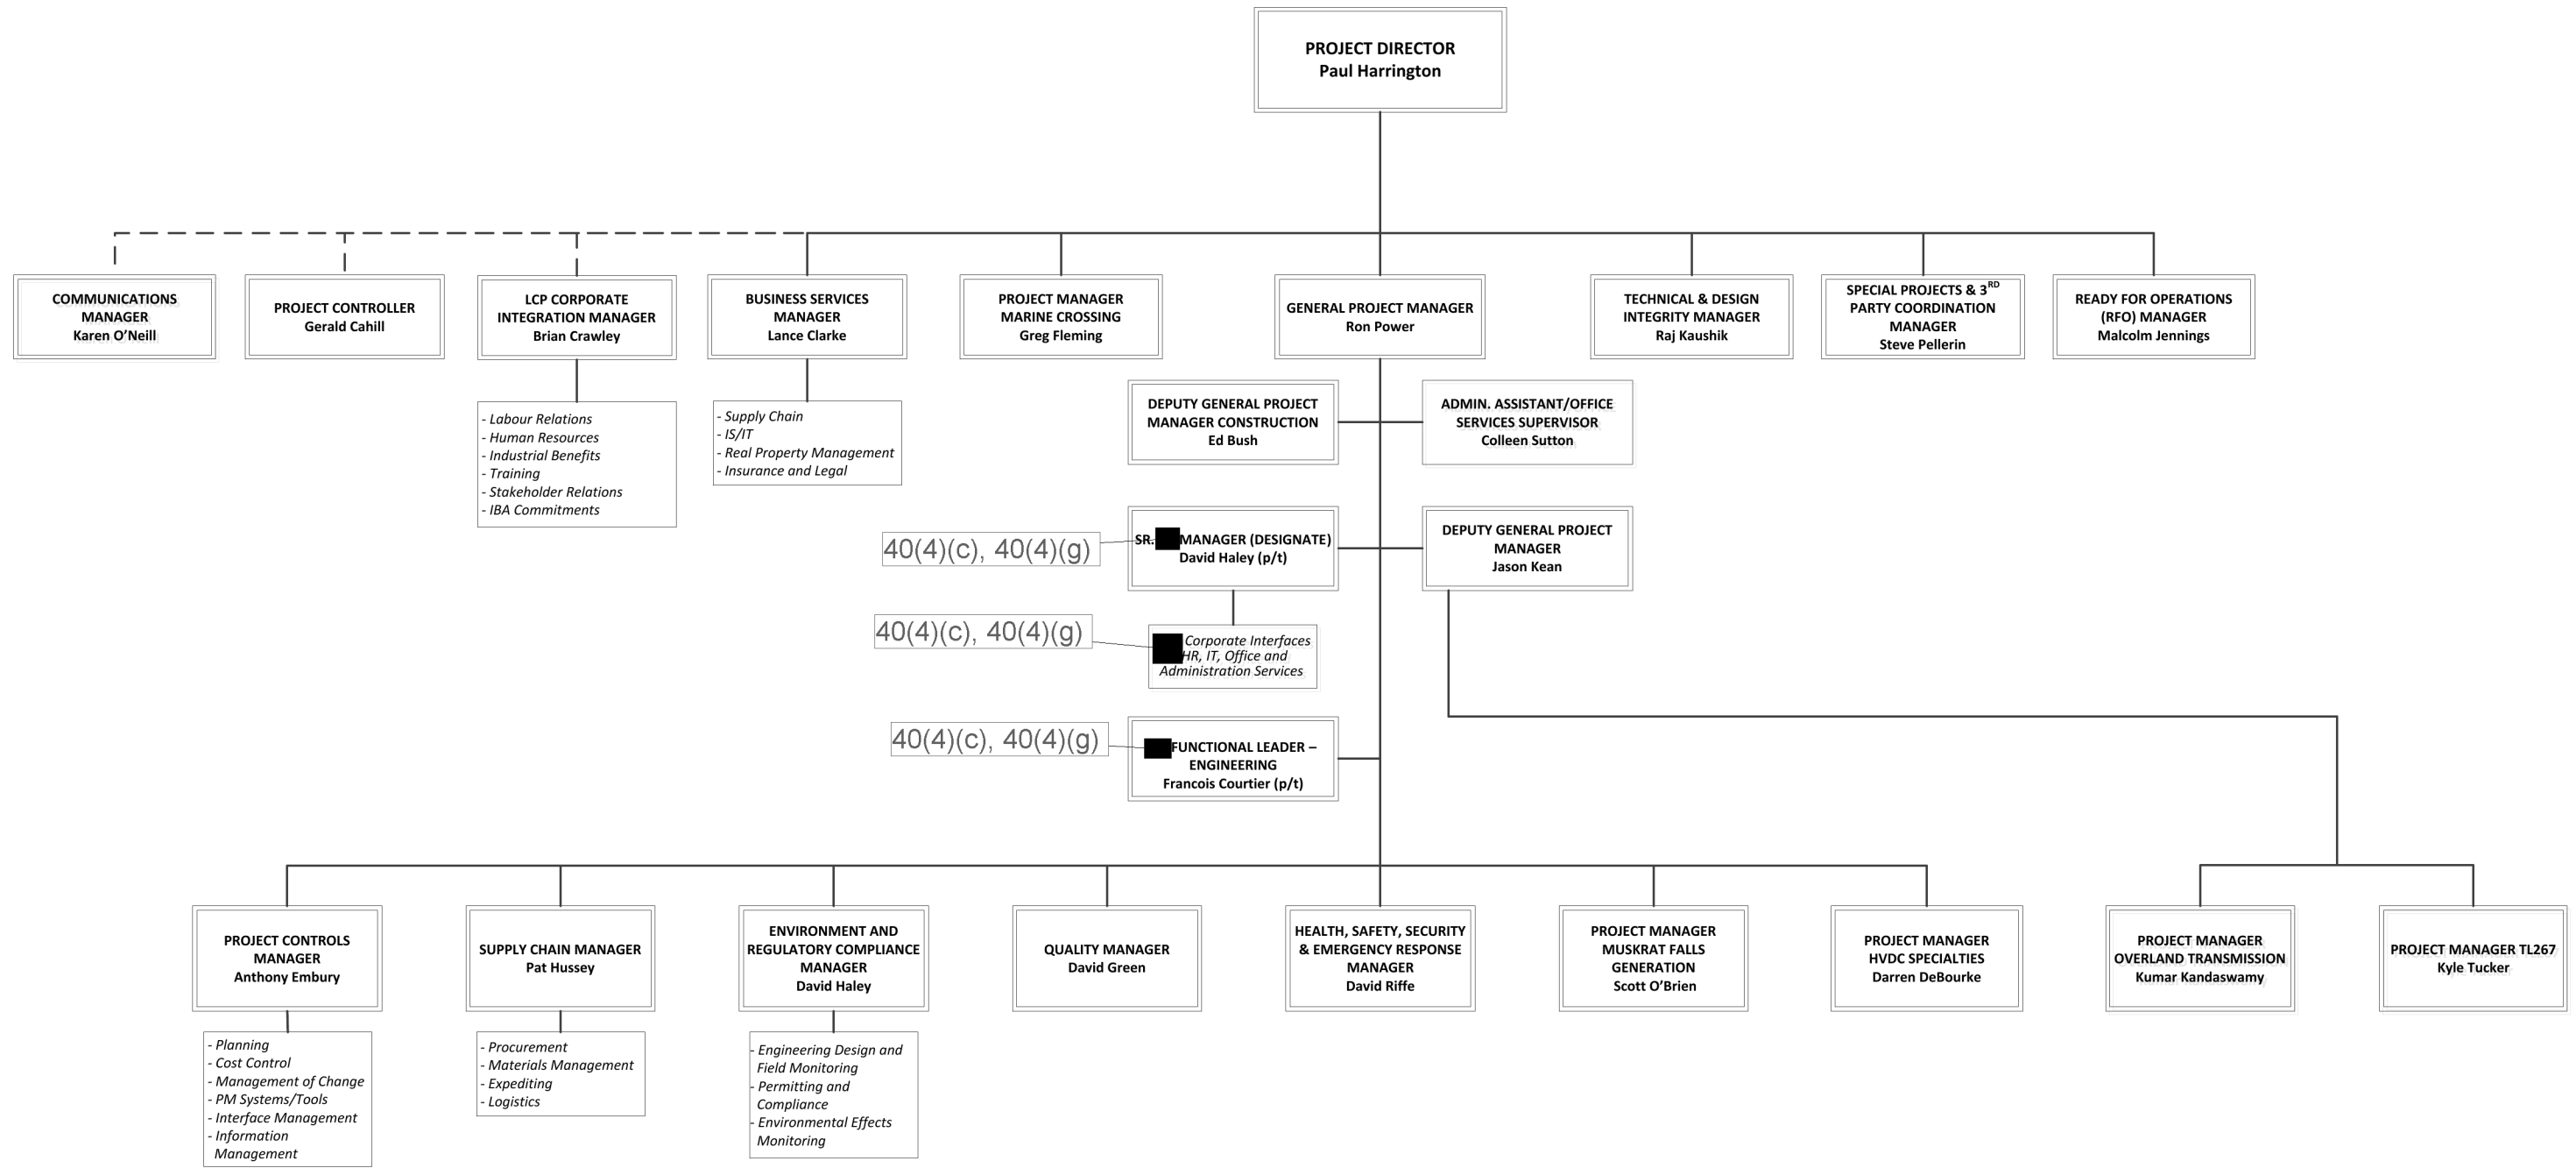 PROJECT DIRECTOR
Paul Harrington
COMMUNICATIONS
MANAGER
Karen O’Neill
PROJECT CONTROLLER
Gerald Cahill
LCP CORPORATE
INTEGRATION MANAGER
Brian Crawley
BUSINESS SERVICES
MANAGER
Lance Clarke
PROJECT MANAGER
MARINE CROSSING
Greg Fleming
GENERAL PROJECT MANAGER
Ron Power
TECHNICAL & DESIGN
INTEGRITY MANAGER
Raj Kaushik
SPECIAL PROJECTS & 3RD
PARTY COORDINATION
MANAGER
Steve Pellerin
READY FOR OPERATIONS
(RFO) MANAGER
Malcolm Jennings
- Labour Relations
- Human Resources
- Industrial Benefits
- Training
- Stakeholder Relations
- IBA Commitments
- Supply Chain
- IS/IT
- Real Property Management
- Insurance and Legal
DEPUTY GENERAL PROJECT
MANAGER CONSTRUCTION
Ed Bush
ADMIN. ASSISTANT/OFFICE
SERVICES SUPERVISOR
Colleen Sutton
40(4)(c), 40(4)(g)
SR. MANAGER (DESIGNATE)
David Haley (p/t)
DEPUTY GENERAL PROJECT
MANAGER
Jason Kean
40(4)(c), 40(4)(g)
Corporate Interfaces
HR, IT, Office and
Administration Services
40(4)(c), 40(4)(g)
FUNCTIONAL LEADER –
ENGINEERING
Francois Courtier (p/t)
PROJECT CONTROLS
MANAGER
Anthony Embury
SUPPLY CHAIN MANAGER
Pat Hussey
ENVIRONMENT AND
REGULATORY COMPLIANCE
MANAGER
David Haley
QUALITY MANAGER
David Green
HEALTH, SAFETY, SECURITY
& EMERGENCY RESPONSE
MANAGER
David Riffe
PROJECT MANAGER
MUSKRAT FALLS
GENERATION
Scott O’Brien
PROJECT MANAGER
HVDC SPECIALTIES
Darren DeBourke
PROJECT MANAGER
OVERLAND TRANSMISSION
Kumar Kandaswamy
PROJECT MANAGER TL267
Kyle Tucker
- Planning
- Cost Control
- Management of Change
- PM Systems/Tools
- Interface Management
- Information
Management
- Procurement
- Materials Management
- Expediting
- Logistics
- Engineering Design and
Field Monitoring
- Permitting and
Compliance
- Environmental Effects
Monitoring